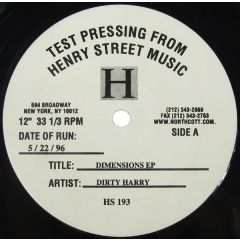 TEST PRESSING FROM
HENRY STREET MUSIC
H
594 BROADWAY
NEW YORK, NY 10012
(212) 343-2668
FAX (212) 343-2763
WWW.NORTHCOTT.COM
12" 33 1/3 RPM
SIDE A
DATE OF RUN:
5 / 22 / 96
TITLE: DIMENSIONS EP
ARTIST: DIRTY HARRY
HS 193